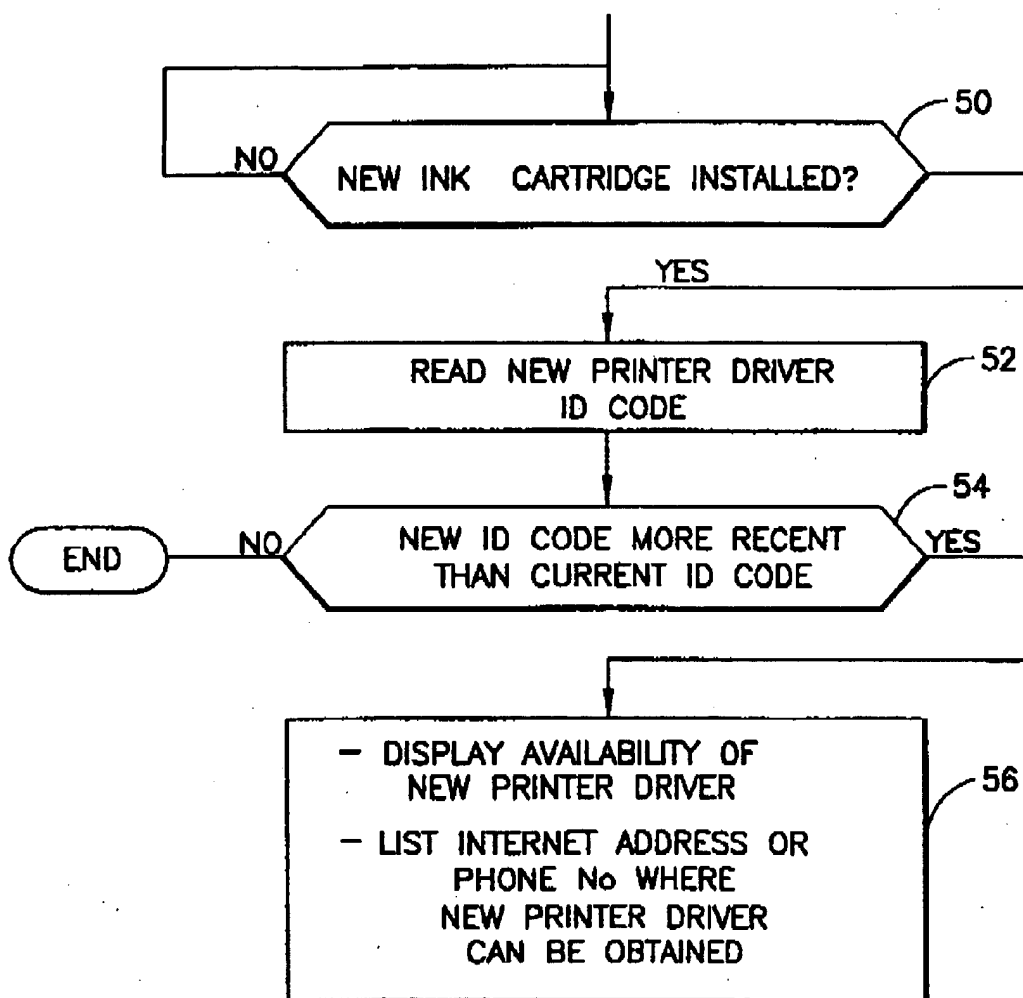 50
NO
NEW INK CARTRIDGE INSTALLED?
YES
READ NEW PRINTER DRIVER
ID CODE
52
54
END
NO
NEW ID CODE MORE RECENT
THAN CURRENT ID CODE
YES
- DISPLAY AVAILABILITY OF
NEW PRINTER DRIVER
- LIST INTERNET ADDRESS OR
PHONE No WHERE
NEW PRINTER DRIVER
CAN BE OBTAINED
56